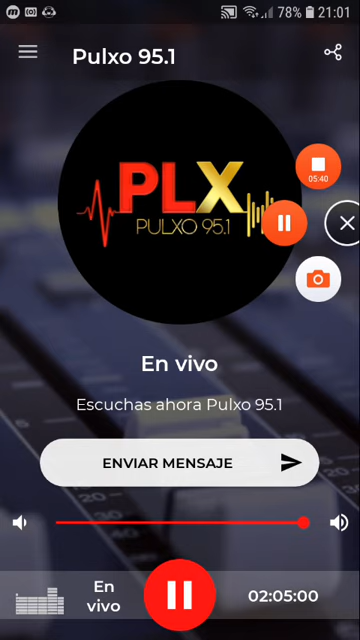 78% 21:01
Pulxo 95.1
05:40
PLX
PULXO 95.1
En vivo
Escuchas ahora Pulxo 95.1
ENVIAR MENSAJE
En
vivo
02:05:00